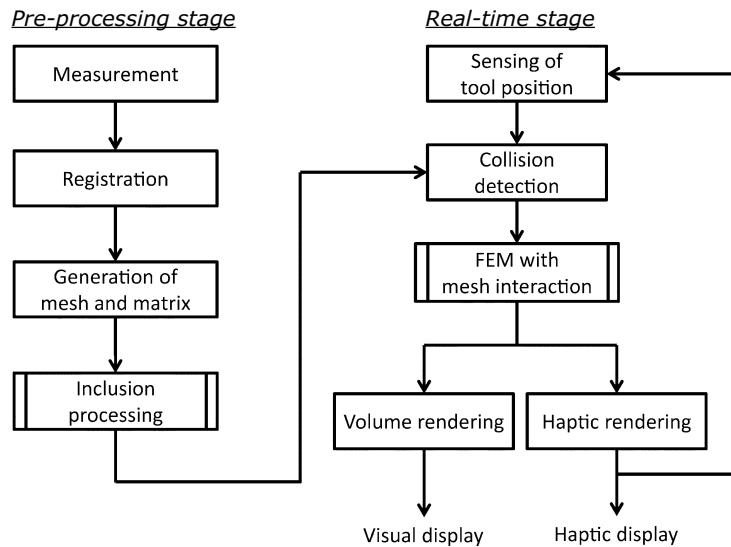 Pre-processing stage
Measurement
Registration
Generation of
mesh and matrix
Inclusion
processing
Real-time stage
Sensing of
tool position
Collision
detection
FEM with
mesh interaction
Volume rendering
Haptic rendering
Visual display
Haptic display